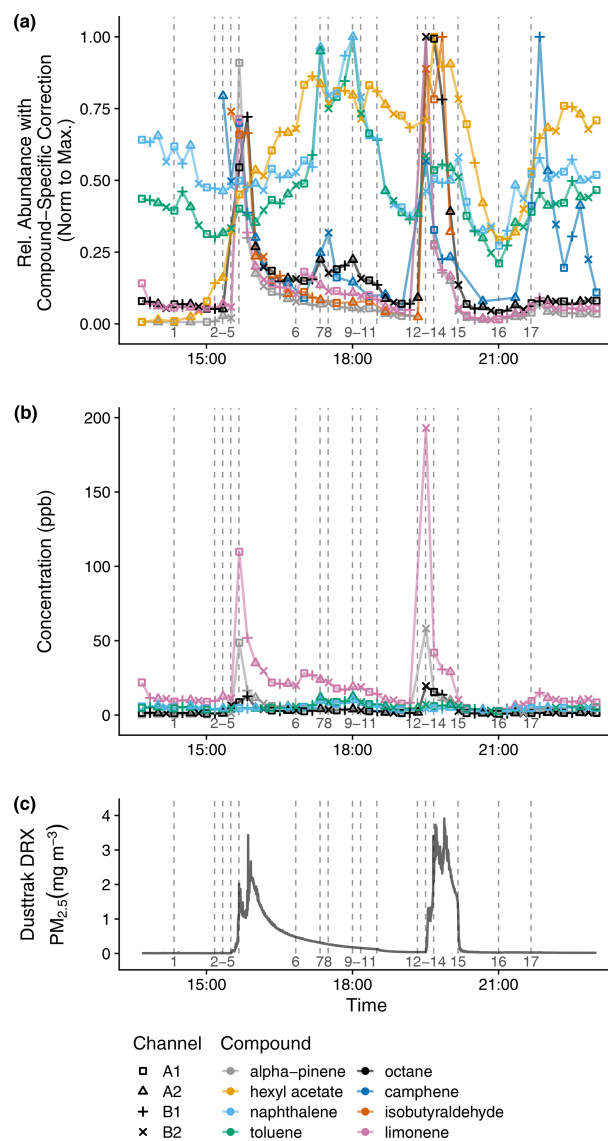 (a)
Rel. Abundance with
Compound−Specific Correction
(Norm to Max.)
1.00
0.75
0.50
0.25
0.00
1 2−5 6 78 9−11 12−14 15 16 17
15:00 18:00 21:00
(b)
Concentration (ppb)
200
150
100
50
0
1 2−5 6 78 9−11 12−14 15 16 17
15:00 18:00 21:00
(c)
Dusttrak DRX
PM2.5(mg m−3)
4
3
2
1
0
1 2−5 6 78 9−11 12−14 15 16 17
15:00 18:00 21:00
Time
Channel Compound
A1 alpha−pinene octane
A2 hexyl acetate camphene
B1 naphthalene isobutyraldehyde
B2 toluene limonene